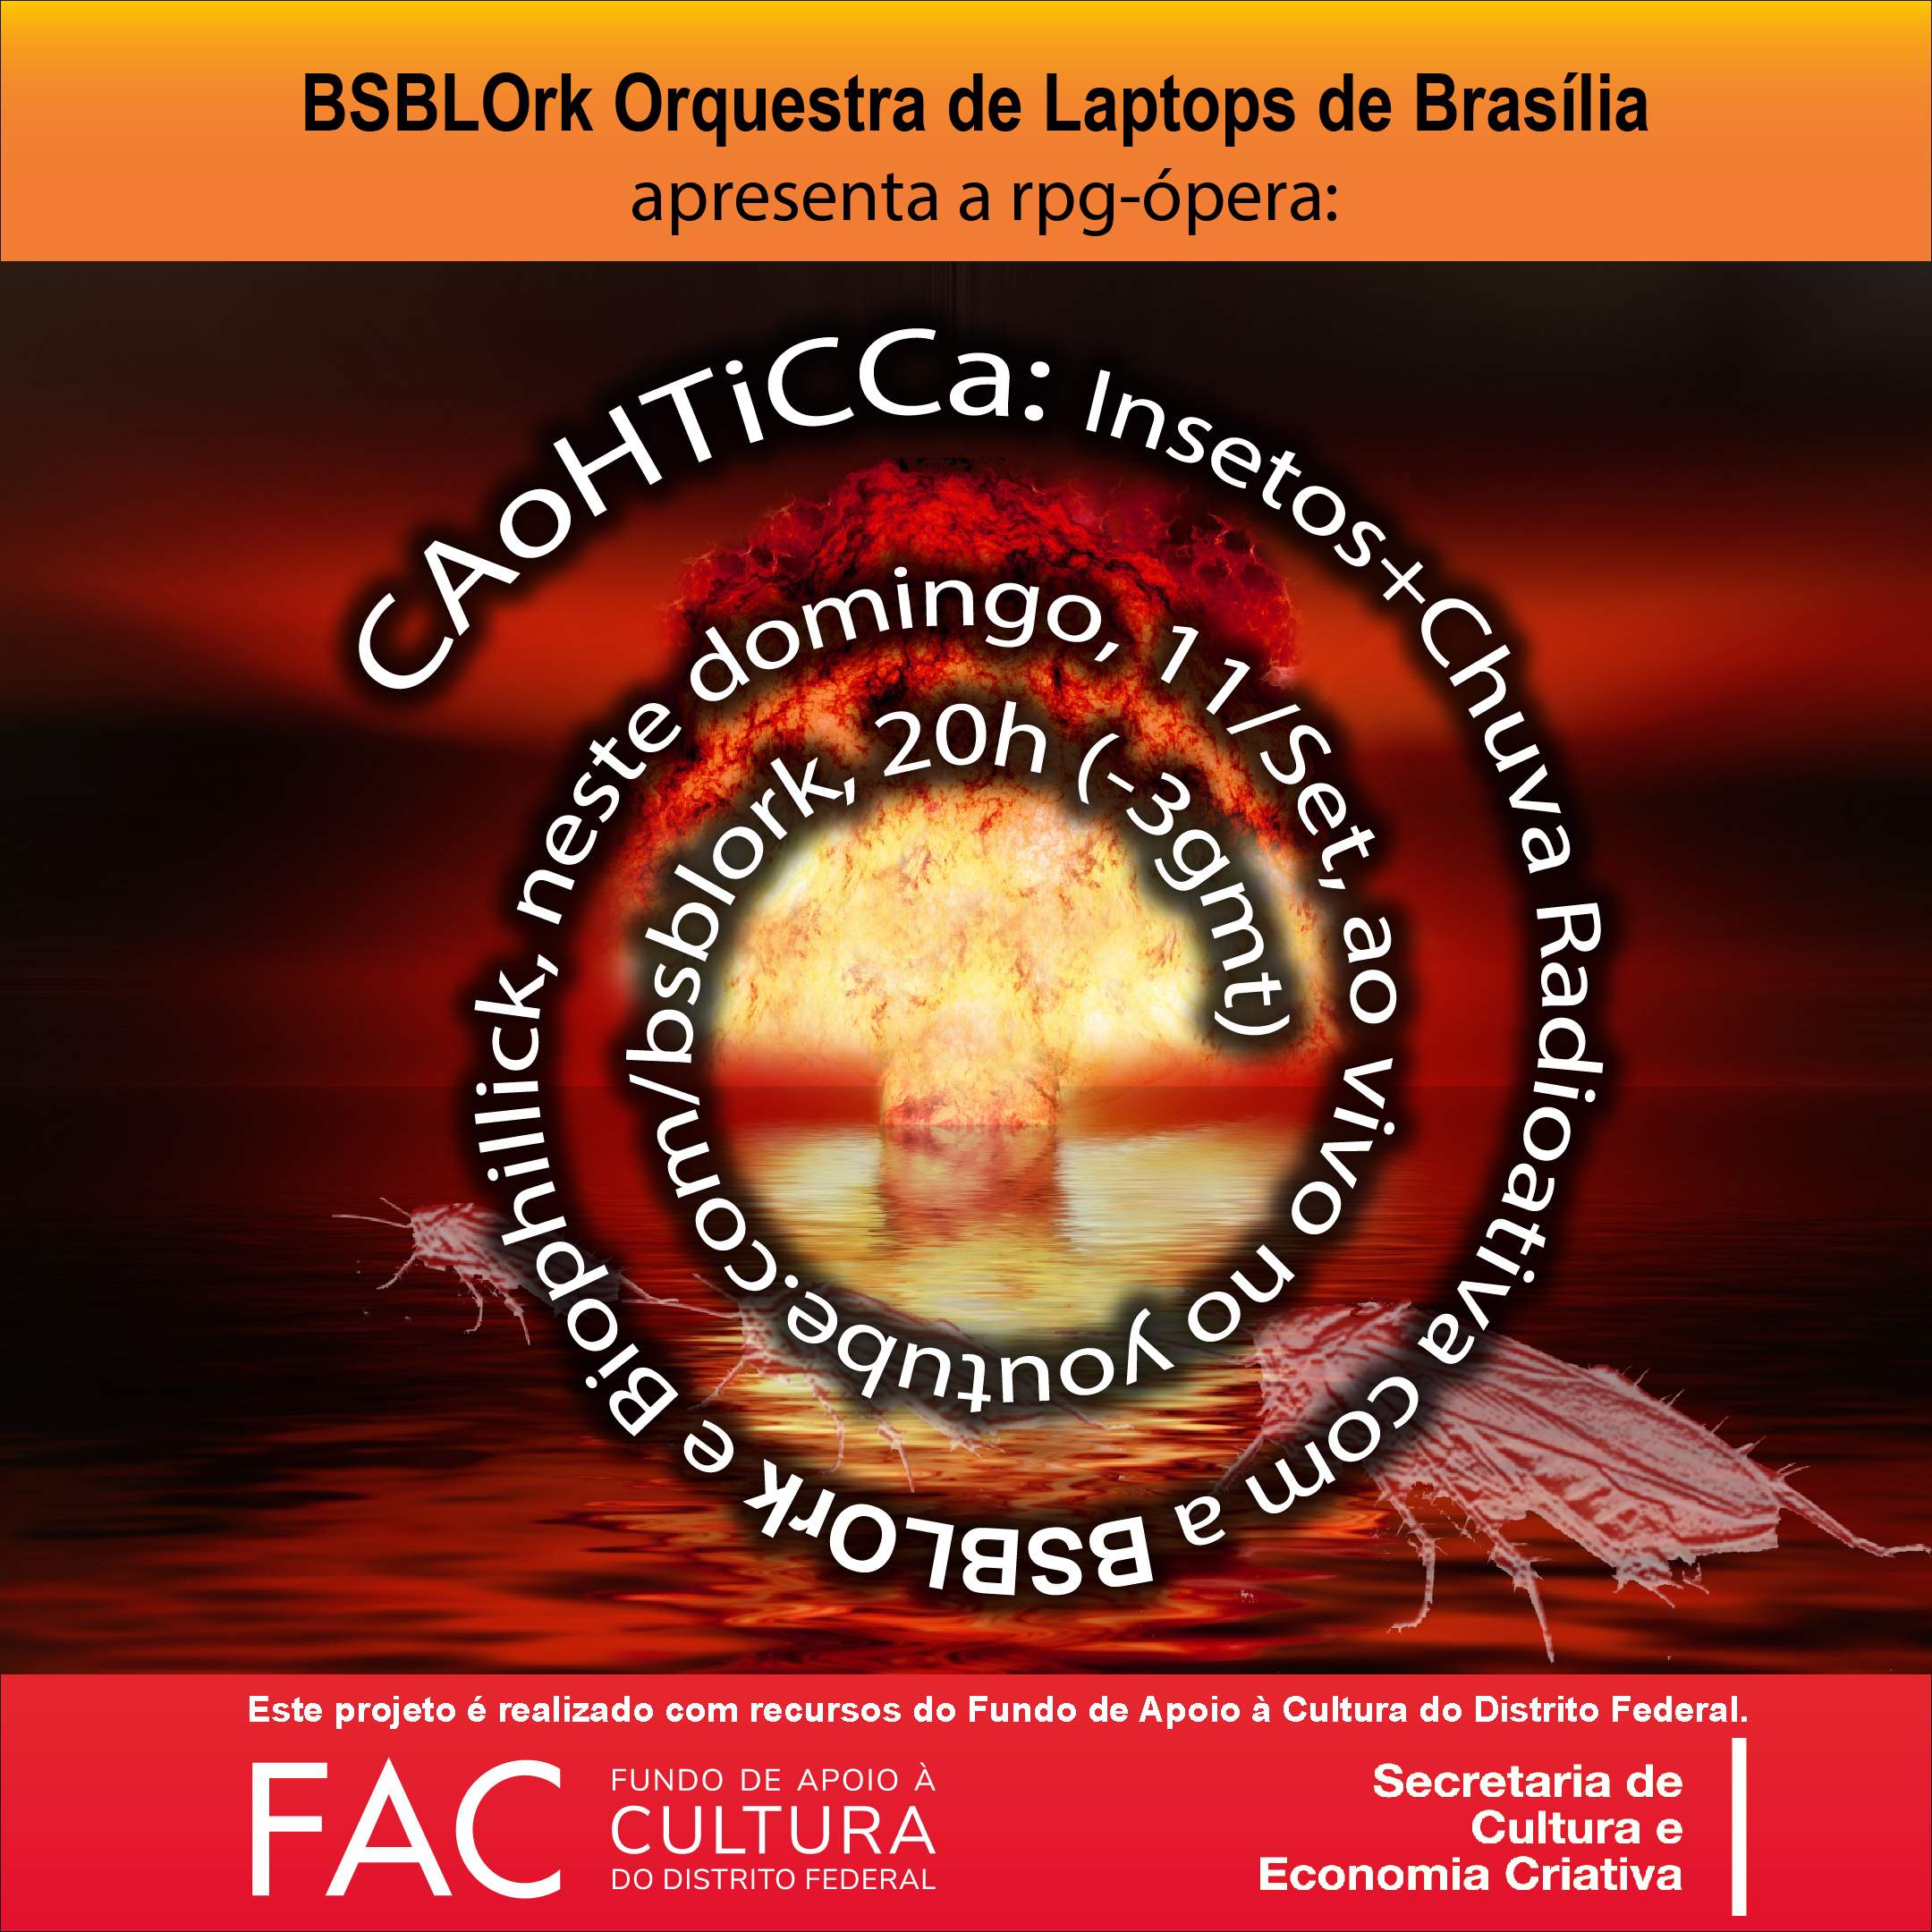 BSBLOrk Orquestra de Laptops de Brasília
apresenta a rpg-ópera:
CAoHTiCCa: Insetos+Chuva Radioativa com a BSBLOrk e Biophillick, neste domingo, 11/Set, ao vivo no youtube.com/bsblork, 20h (-3gmt)
Este projeto é realizado com recursos do Fundo de Apoio à Cultura do Distrito Federal.
FAC
FUNDO DE APOIO À
CULTURA
DO DISTRITO FEDERAL
Secretaria de
Cultura e
Economia Criativa